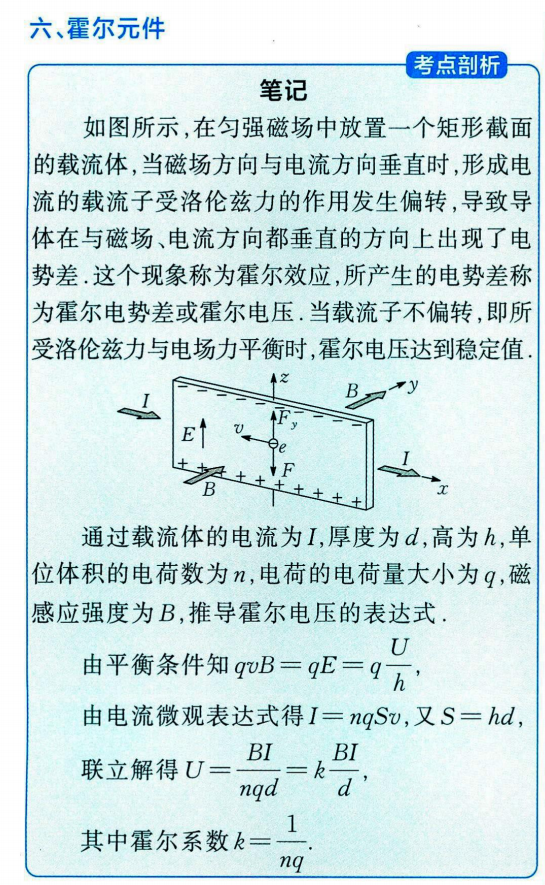 六、霍尔元件
考点剖析
笔记
如图所示,在匀强磁场中放置一个矩形截面
的载流体,当磁场方向与电流方向垂直时,形成电
流的载流子受洛伦兹力的作用发生偏转,导致导
体在与磁场、电流方向都垂直的方向上出现了电
势差.这个现象称为霍尔效应,所产生的电势差称
为霍尔电势差或霍尔电压.当载流子不偏转,即所
受洛伦兹力与电场力平衡时,霍尔电压达到稳定值.
z
B
y
I
F_y
E
v
e
F
I
B
x
通过载流体的电流为I,厚度为d,高为h,单
位体积的电荷数为n,电荷的电荷量大小为q,磁
感应强度为B,推导霍尔电压的表达式.
由平衡条件知qvB=qE=q\frac{U}{h},
由电流微观表达式得I=nqSv,又S=hd,
联立解得U=\frac{BI}{nqd}=k\frac{BI}{d},
其中霍尔系数k=\frac{1}{nq}.